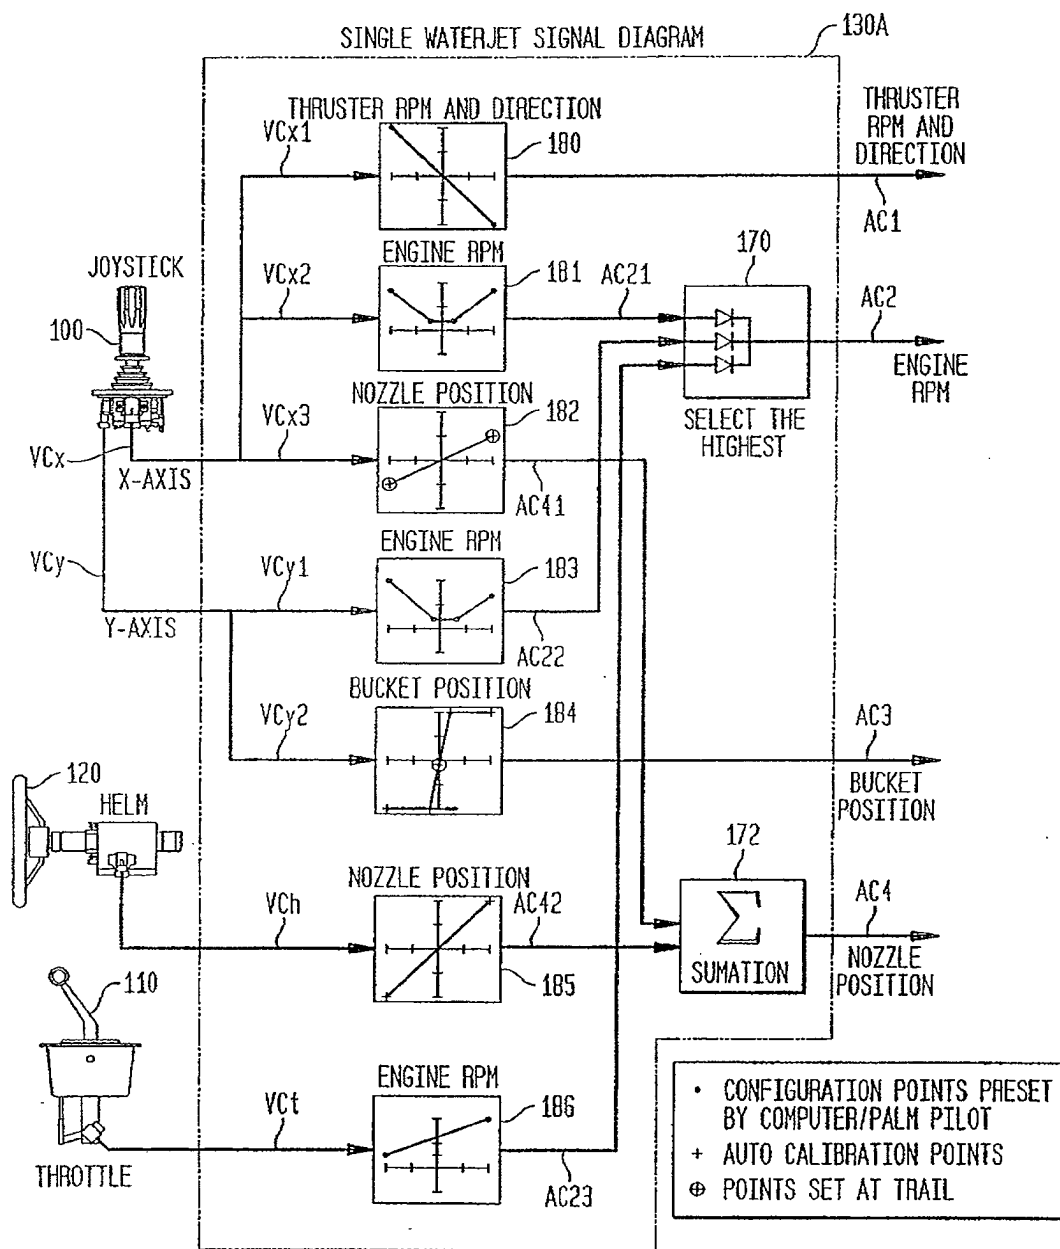 130A
SINGLE WATERJET SIGNAL DIAGRAM
THRUSTER RPM AND DIRECTION
VCx1
180
THRUSTER
RPM AND
DIRECTION
AC1
JOYSTICK
100
ENGINE RPM
VCx2
181
AC21
170
AC2
ENGINE
RPM
SELECT THE
HIGHEST
NOZZLE POSITION
VCx3
182
VCx
X-AXIS
AC41
ENGINE RPM
VCy
VCy1
183
Y-AXIS
AC22
BUCKET POSITION
VCy2
184
AC3
BUCKET
POSITION
120
HELM
NOZZLE POSITION
VCh
AC42
185
172
Σ
SUMATION
AC4
NOZZLE
POSITION
110
ENGINE RPM
VCt
186
THROTTLE
AC23
• CONFIGURATION POINTS PRESET
BY COMPUTER/PALM PILOT
+ AUTO CALIBRATION POINTS
⊕ POINTS SET AT TRAIL